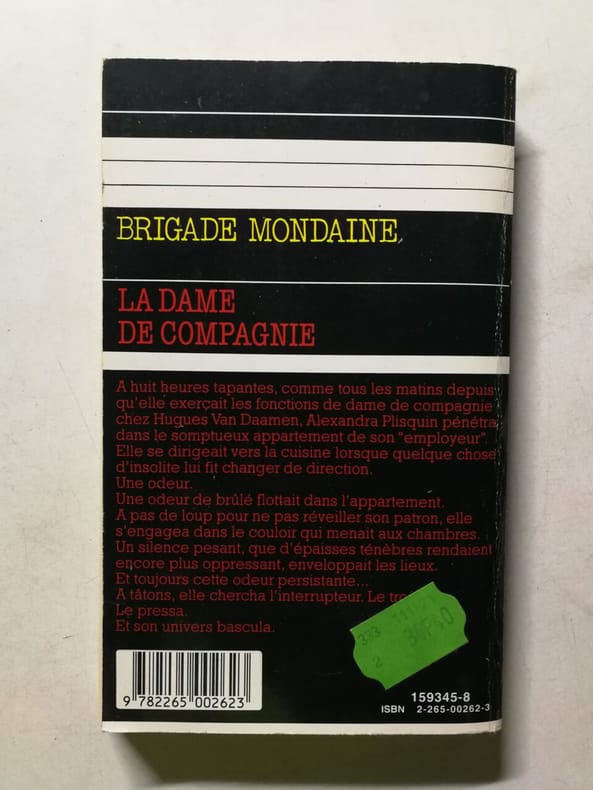 BRIGADE MONDAINE
LA DAME
DE COMPAGNIE
A huit heures tapantes, comme tous les matins depuis
qu'elle exerçait les fonctions de dame de compagnie
chez Hugues Van Daamen, Alexandra Plisquin pénétra
dans le somptueux appartement de son "employeur".
Elle se dirigeait vers la cuisine lorsque quelque chose
d'insolite lui fit changer de direction.
Une odeur.
Une odeur de brûlé flottait dans l'appartement.
A pas de loup pour ne pas réveiller son patron, elle
s'engagea dans le couloir qui menait aux chambres.
Un silence pesant, que d'épaisses ténèbres rendaient
encore plus oppressant, enveloppait les lieux.
Et toujours cette odeur persistante...
A tâtons, elle chercha l'interrupteur. Le
Le pressa.
Et son univers bascula.
333
2
9 782265 002623
159345-8
ISBN 2-265-00262-3